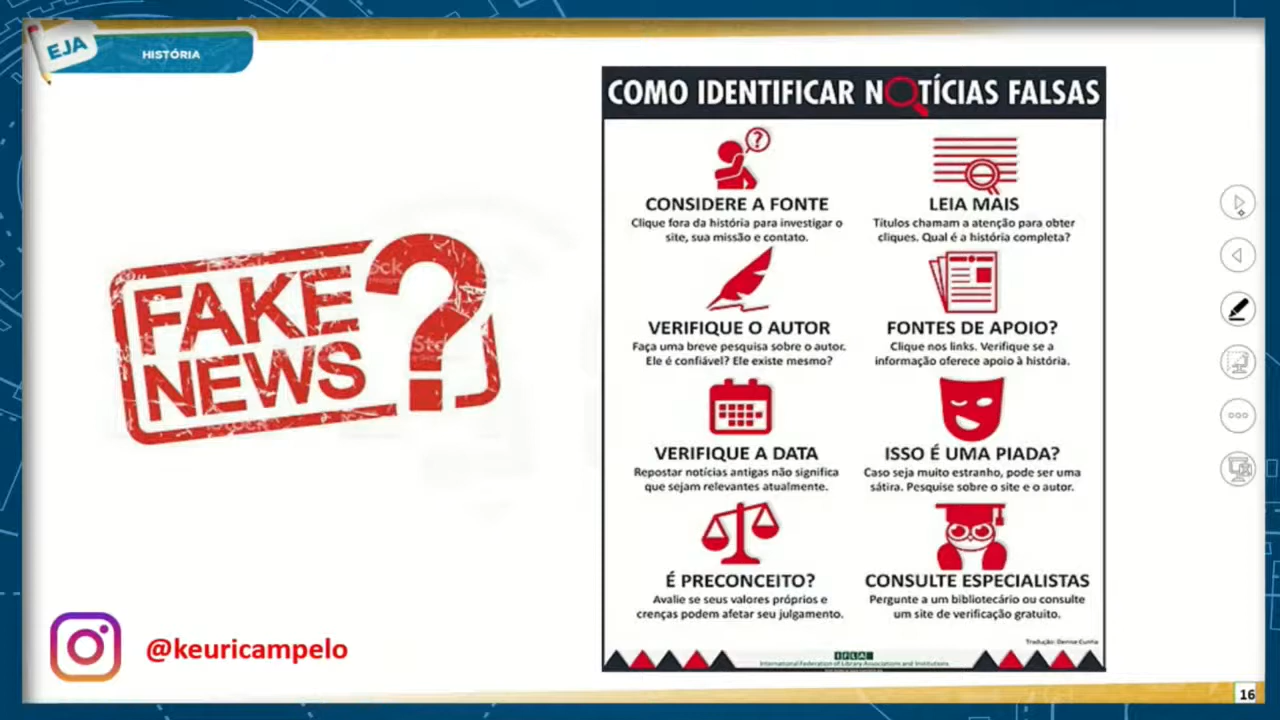 EJA
HISTÓRIA
FAKE
NEWS
?
@keuricampelo
COMO IDENTIFICAR NOTÍCIAS FALSAS
?
CONSIDERE A FONTE
Clique fora da história para investigar o
site, sua missão e contato.
LEIA MAIS
Títulos chamam a atenção para obter
cliques. Qual é a história completa?
VERIFIQUE O AUTOR
Faça uma breve pesquisa sobre o autor.
Ele é confiável? Ele existe mesmo?
FONTES DE APOIO?
Clique nos links. Verifique se a
informação oferece apoio à história.
VERIFIQUE A DATA
Repostar notícias antigas não significa
que sejam relevantes atualmente.
ISSO É UMA PIADA?
Caso seja muito estranho, pode ser uma
sátira. Pesquise sobre o site e o autor.
É PRECONCEITO?
Avalie se seus valores próprios e
crenças podem afetar seu julgamento.
CONSULTE ESPECIALISTAS
Pergunte a um bibliotecário ou consulte
um site de verificação gratuito.
Tradução: Denise Cunha
IFLA
International Federation of Library Associations and Institutions
16